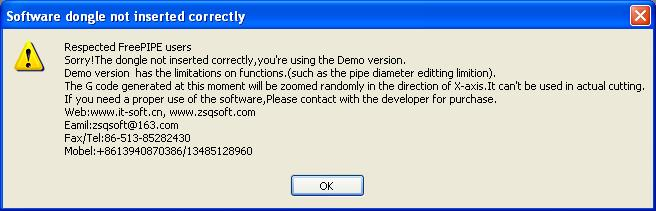 Software dongle not inserted correctly
Respected FreePIPE users
Sorry!The dongle not inserted correctly,you're using the Demo version.
Demo version  has the limitations on functions.(such as the pipe diameter editting limition).
The G code generated at this moment will be zoomed randomly in the direction of X-axis.It can't be used in actual cutting.
If you need a proper use of the software,Please contact with the developer for purchase.
Web:www.it-soft.cn, www.zsqsoft.com
Eamil:zsqsoft@163.com
Fax/Tel:86-513-85282430
Mobel:+8613940870386/13485128960
OK